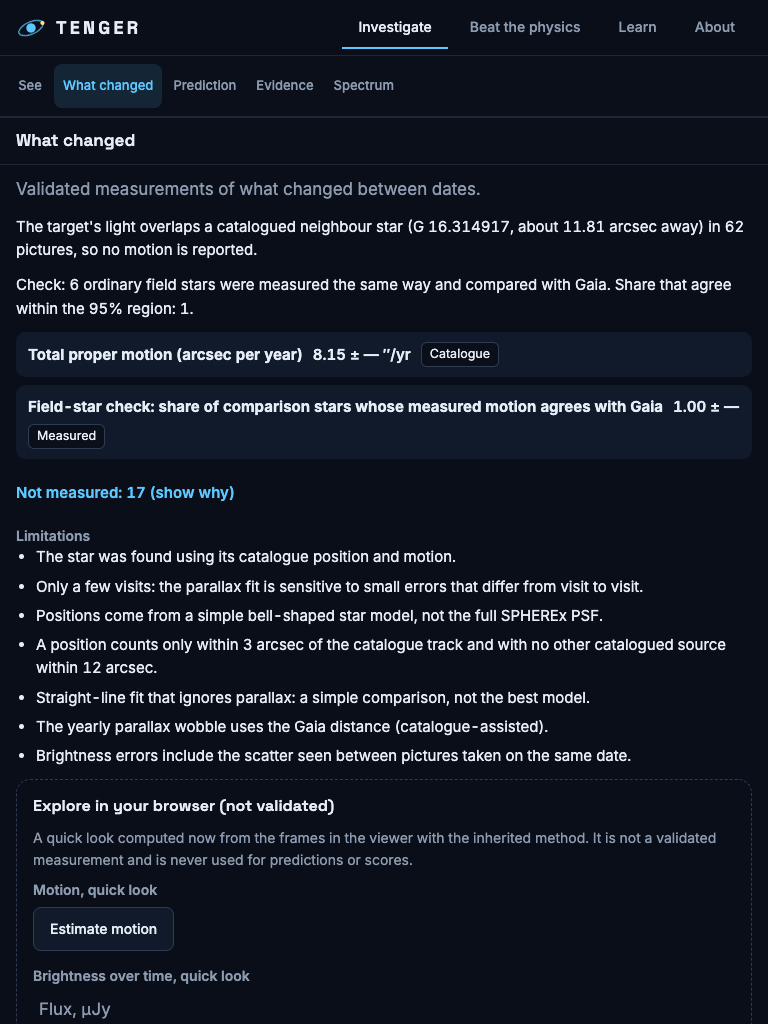 TENGER
Investigate
Beat the physics
Learn
About
See
What changed
Prediction
Evidence
Spectrum
What changed
Validated measurements of what changed between dates.
The target's light overlaps a catalogued neighbour star (G 16.314917, about 11.81 arcsec away) in 62
pictures, so no motion is reported.
Check: 6 ordinary field stars were measured the same way and compared with Gaia. Share that agree
within the 95% region: 1.
Total proper motion (arcsec per year) 8.15 ± — ″/yr Catalogue
Field-star check: share of comparison stars whose measured motion agrees with Gaia 1.00 ± —
Measured
Not measured: 17 (show why)
Limitations
• The star was found using its catalogue position and motion.
• Only a few visits: the parallax fit is sensitive to small errors that differ from visit to visit.
• Positions come from a simple bell-shaped star model, not the full SPHEREx PSF.
• A position counts only within 3 arcsec of the catalogue track and with no other catalogued source
within 12 arcsec.
• Straight-line fit that ignores parallax: a simple comparison, not the best model.
• The yearly parallax wobble uses the Gaia distance (catalogue-assisted).
• Brightness errors include the scatter seen between pictures taken on the same date.
Explore in your browser (not validated)
A quick look computed now from the frames in the viewer with the inherited method. It is not a validated
measurement and is never used for predictions or scores.
Motion, quick look
Estimate motion
Brightness over time, quick look
Flux, µJy